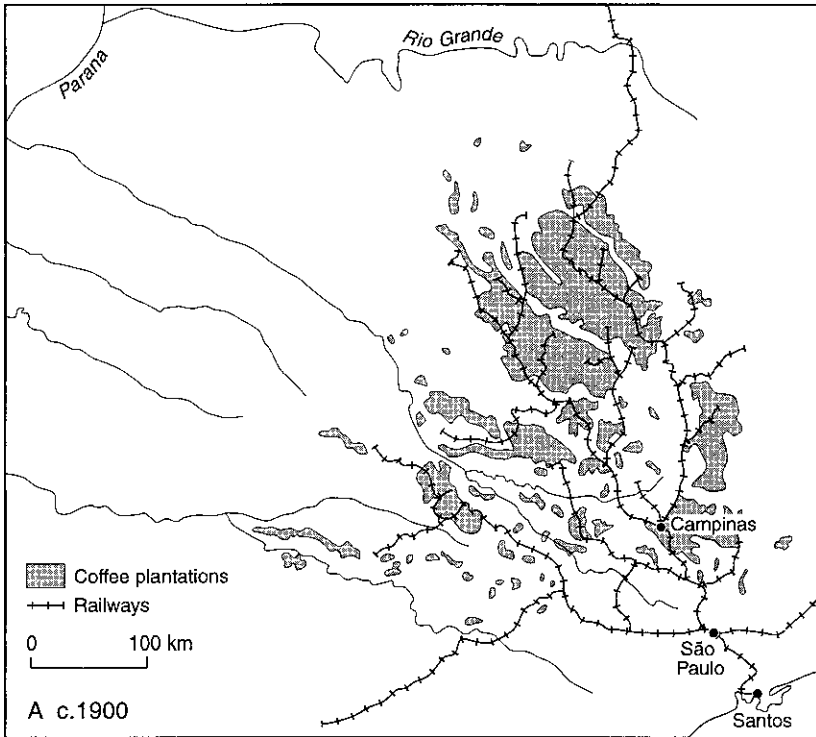 Rio Grande
Parana
Campinas
Coffee plantations
Railways
0 100 km
São
Paulo
A c.1900
Santos